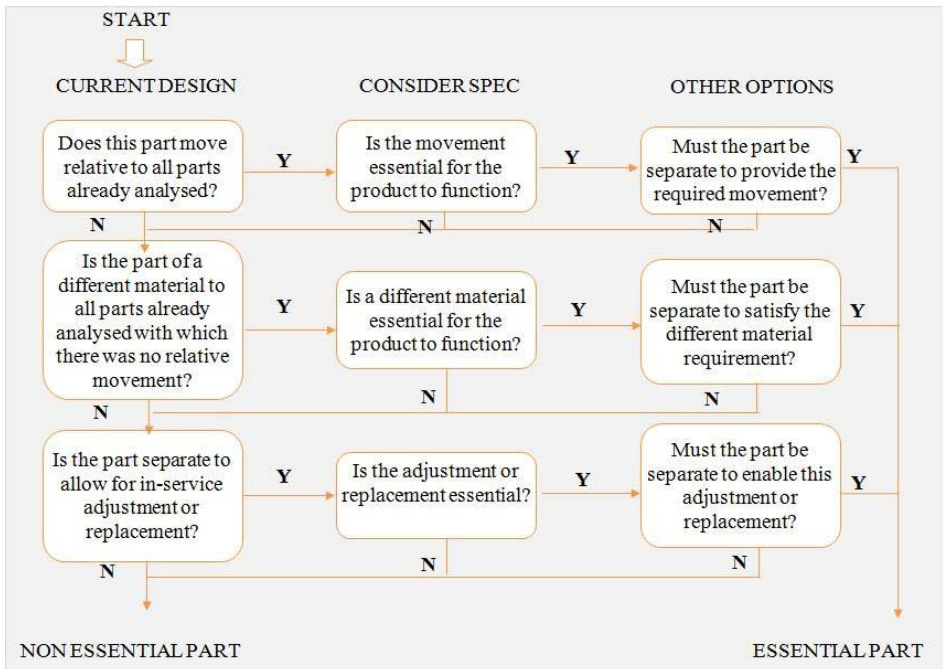 START
CURRENT DESIGN
CONSIDER SPEC
OTHER OPTIONS
Does this part move
relative to all parts
already analysed?
Y
Is the movement
essential for the
product to function?
Y
Must the part be
separate to provide the
required movement?
Y
N
N
N
Is the part of a
different material to
all parts already
analysed with which
there was no relative
movement?
Y
Is a different material
essential for the
product to function?
Y
Must the part be
separate to satisfy the
different material
requirement?
Y
N
N
N
Is the part separate to
allow for in-service
adjustment or
replacement?
Y
Is the adjustment or
replacement essential?
Y
Must the part be
separate to enable this
adjustment or
replacement?
Y
N
N
N
NON ESSENTIAL PART
ESSENTIAL PART